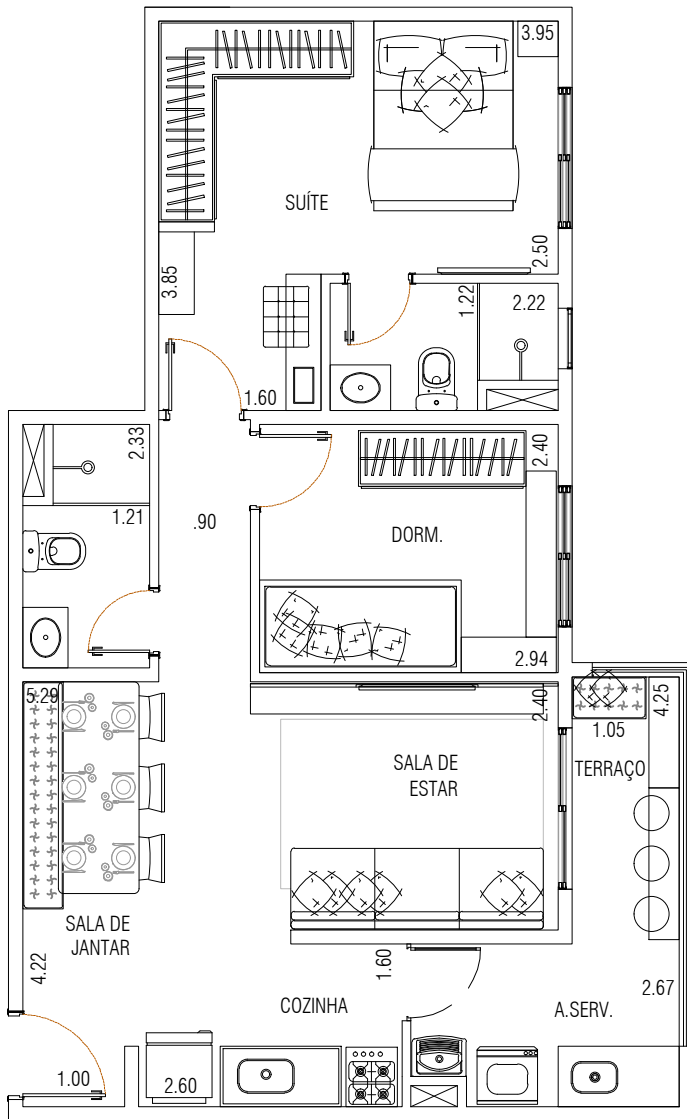 3.95
SUÍTE
2.50
3.85
1.22
2.22
1.60
2.33
2.40
1.21
.90
DORM.
2.94
5.29
2.40
4.25
1.05
SALA DE
ESTAR
TERRAÇO
SALA DE
JANTAR
4.22
1.60
2.67
COZINHA
A.SERV.
1.00
2.60